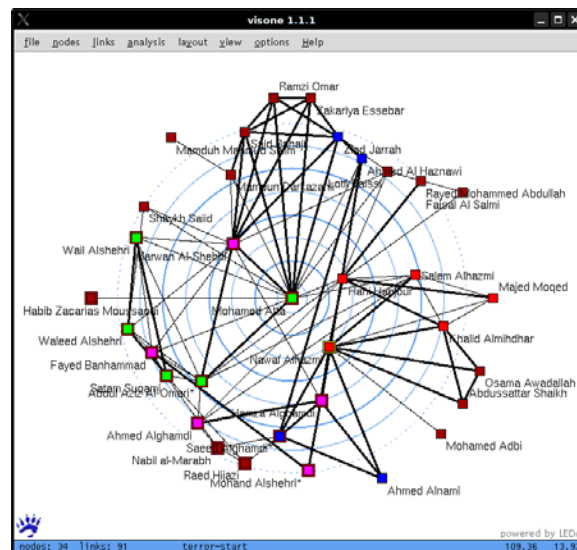 visone 1.1.1
file nodes links analysis layout view options Help
Ramzi Omar
Zakariya Essebar
Ziad Jarrah
Said Bahaji
Mamduh Mahmud Salim
Ahmed Al Haznawi
Lotfi Raissi
Mamoun Darkazanli
Rayed Mohammed Abdullah
Faisal Al Salmi
Shaykh Saiid
Wail Alshehri
Marwan Al-Shehhi
Salem Alhazmi
Hani Hanjour
Majed Moqed
Habib Zacarias Moussaoui
Mohamed Atta
Khalid Almihdhar
Waleed Alshehri
Nawaf Alhazmi
Fayed Banhammad
Osama Awadallah
Satam Suqami
Abdul Aziz Al-Omari*
Abdussattar Shaikh
Hamza Alghamdi
Ahmed Alghamdi
Mohamed Adbi
Saeed Alghamdi*
Nabil al-Marabh
Raed Hijazi
Mohand Alshehri*
Ahmed Alnami
powered by LEDA
nodes: 34 links: 91 terror-start 109.36